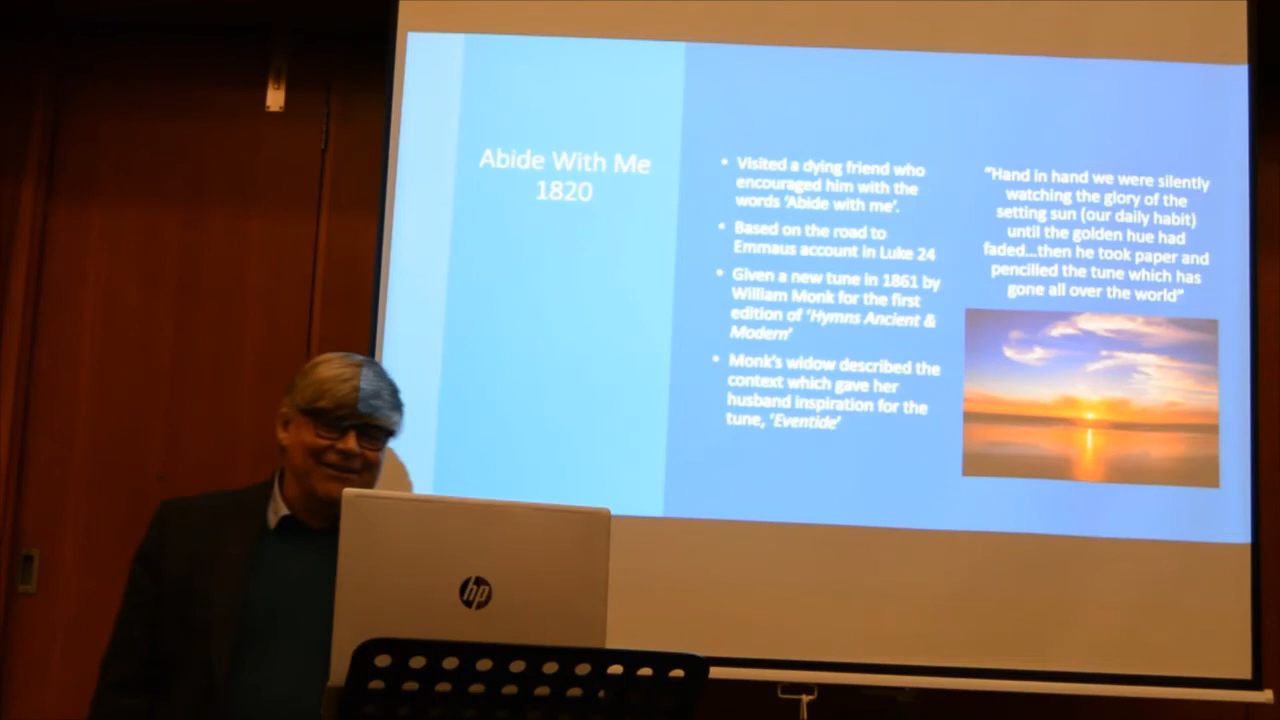 Abide With Me
1820
• Visited a dying friend who
encouraged him with the
words ‘Abide with me’.
• Based on the road to
Emmaus account in Luke 24
• Given a new tune in 1861 by
William Monk for the first
edition of ‘Hymns Ancient &
Modern’
• Monk’s widow described the
context which gave her
husband inspiration for the
tune, ‘Eventide’
“Hand in hand we were silently
watching the glory of the
setting sun (our daily habit)
until the golden hue had
faded...then he took paper and
pencilled the tune which has
gone all over the world”
hp